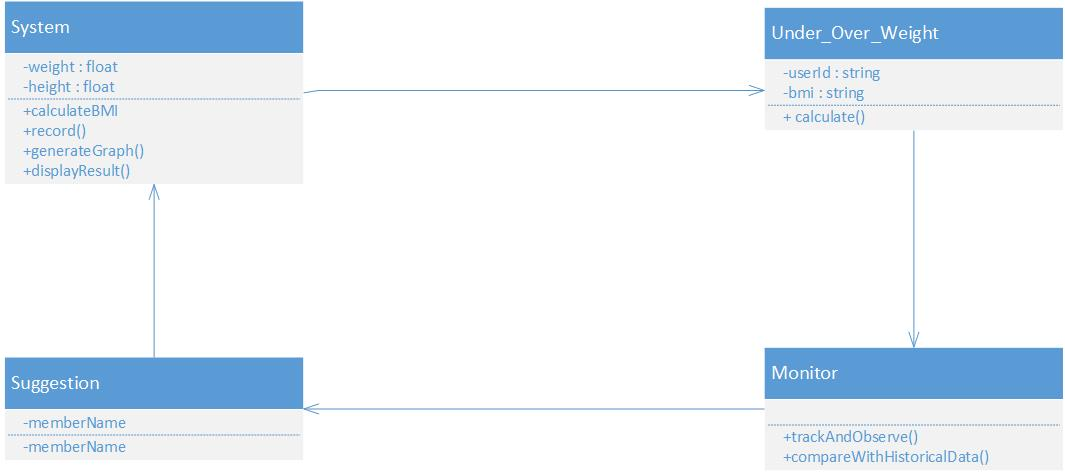 System
-weight : float
-height : float
+calculateBMI
+record()
+generateGraph()
+displayResult()
Under_Over_Weight
-userId : string
-bmi : string
+ calculate()
Suggestion
-memberName
-memberName
Monitor
+trackAndObserve()
+compareWithHistoricalData()